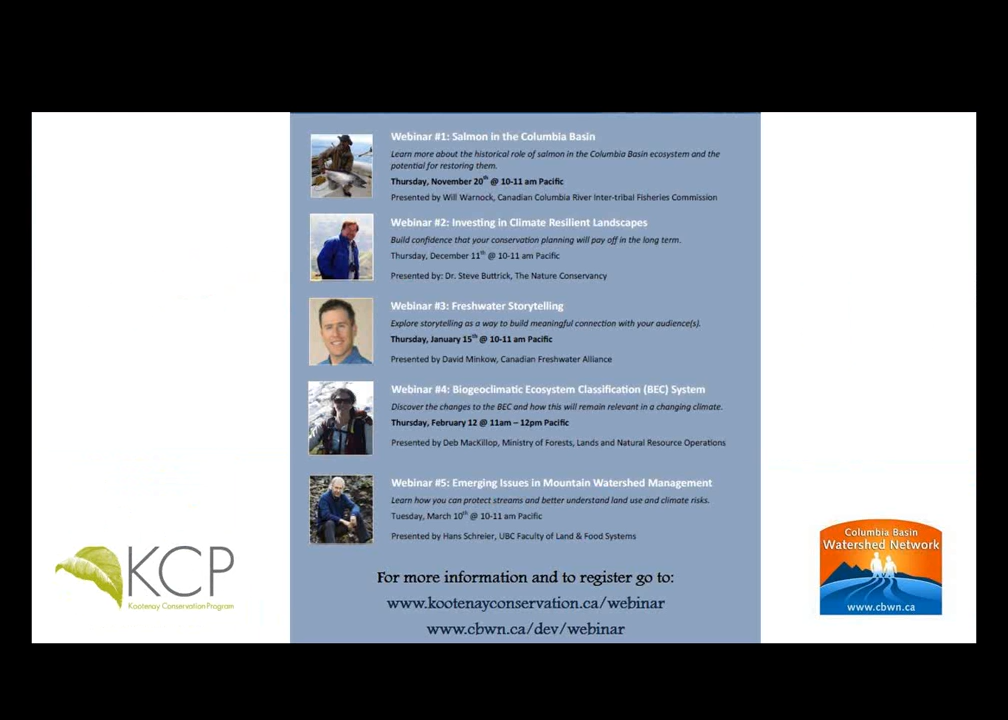 Webinar #1: Salmon in the Columbia Basin
Learn more about the historical role of salmon in the Columbia Basin ecosystem and the
potential for restoring them.
Thursday, November 20th @ 10-11 am Pacific
Presented by Will Warnock, Canadian Columbia River Inter-tribal Fisheries Commission
Webinar #2: Investing in Climate Resilient Landscapes
Build confidence that your conservation planning will pay off in the long term.
Thursday, December 11th @ 10-11 am Pacific
Presented by: Dr. Steve Buttrick, The Nature Conservancy
Webinar #3: Freshwater Storytelling
Explore storytelling as a way to build meaningful connection with your audience(s).
Thursday, January 15th @ 10-11 am Pacific
Presented by David Minkow, Canadian Freshwater Alliance
Webinar #4: Biogeoclimatic Ecosystem Classification (BEC) System
Discover the changes to the BEC and how this will remain relevant in a changing climate.
Thursday, February 12 @ 11am – 12pm Pacific
Presented by Deb MacKillop, Ministry of Forests, Lands and Natural Resource Operations
Webinar #5: Emerging Issues in Mountain Watershed Management
Learn how you can protect streams and better understand land use and climate risks.
Tuesday, March 10th @ 10-11 am Pacific
Presented by Hans Schreier, UBC Faculty of Land & Food Systems
For more information and to register go to:
www.kootenayconservation.ca/webinar
www.cbwn.ca/dev/webinar
KCP
Kootenay Conservation Program
Columbia Basin
Watershed Network
www.cbwn.ca